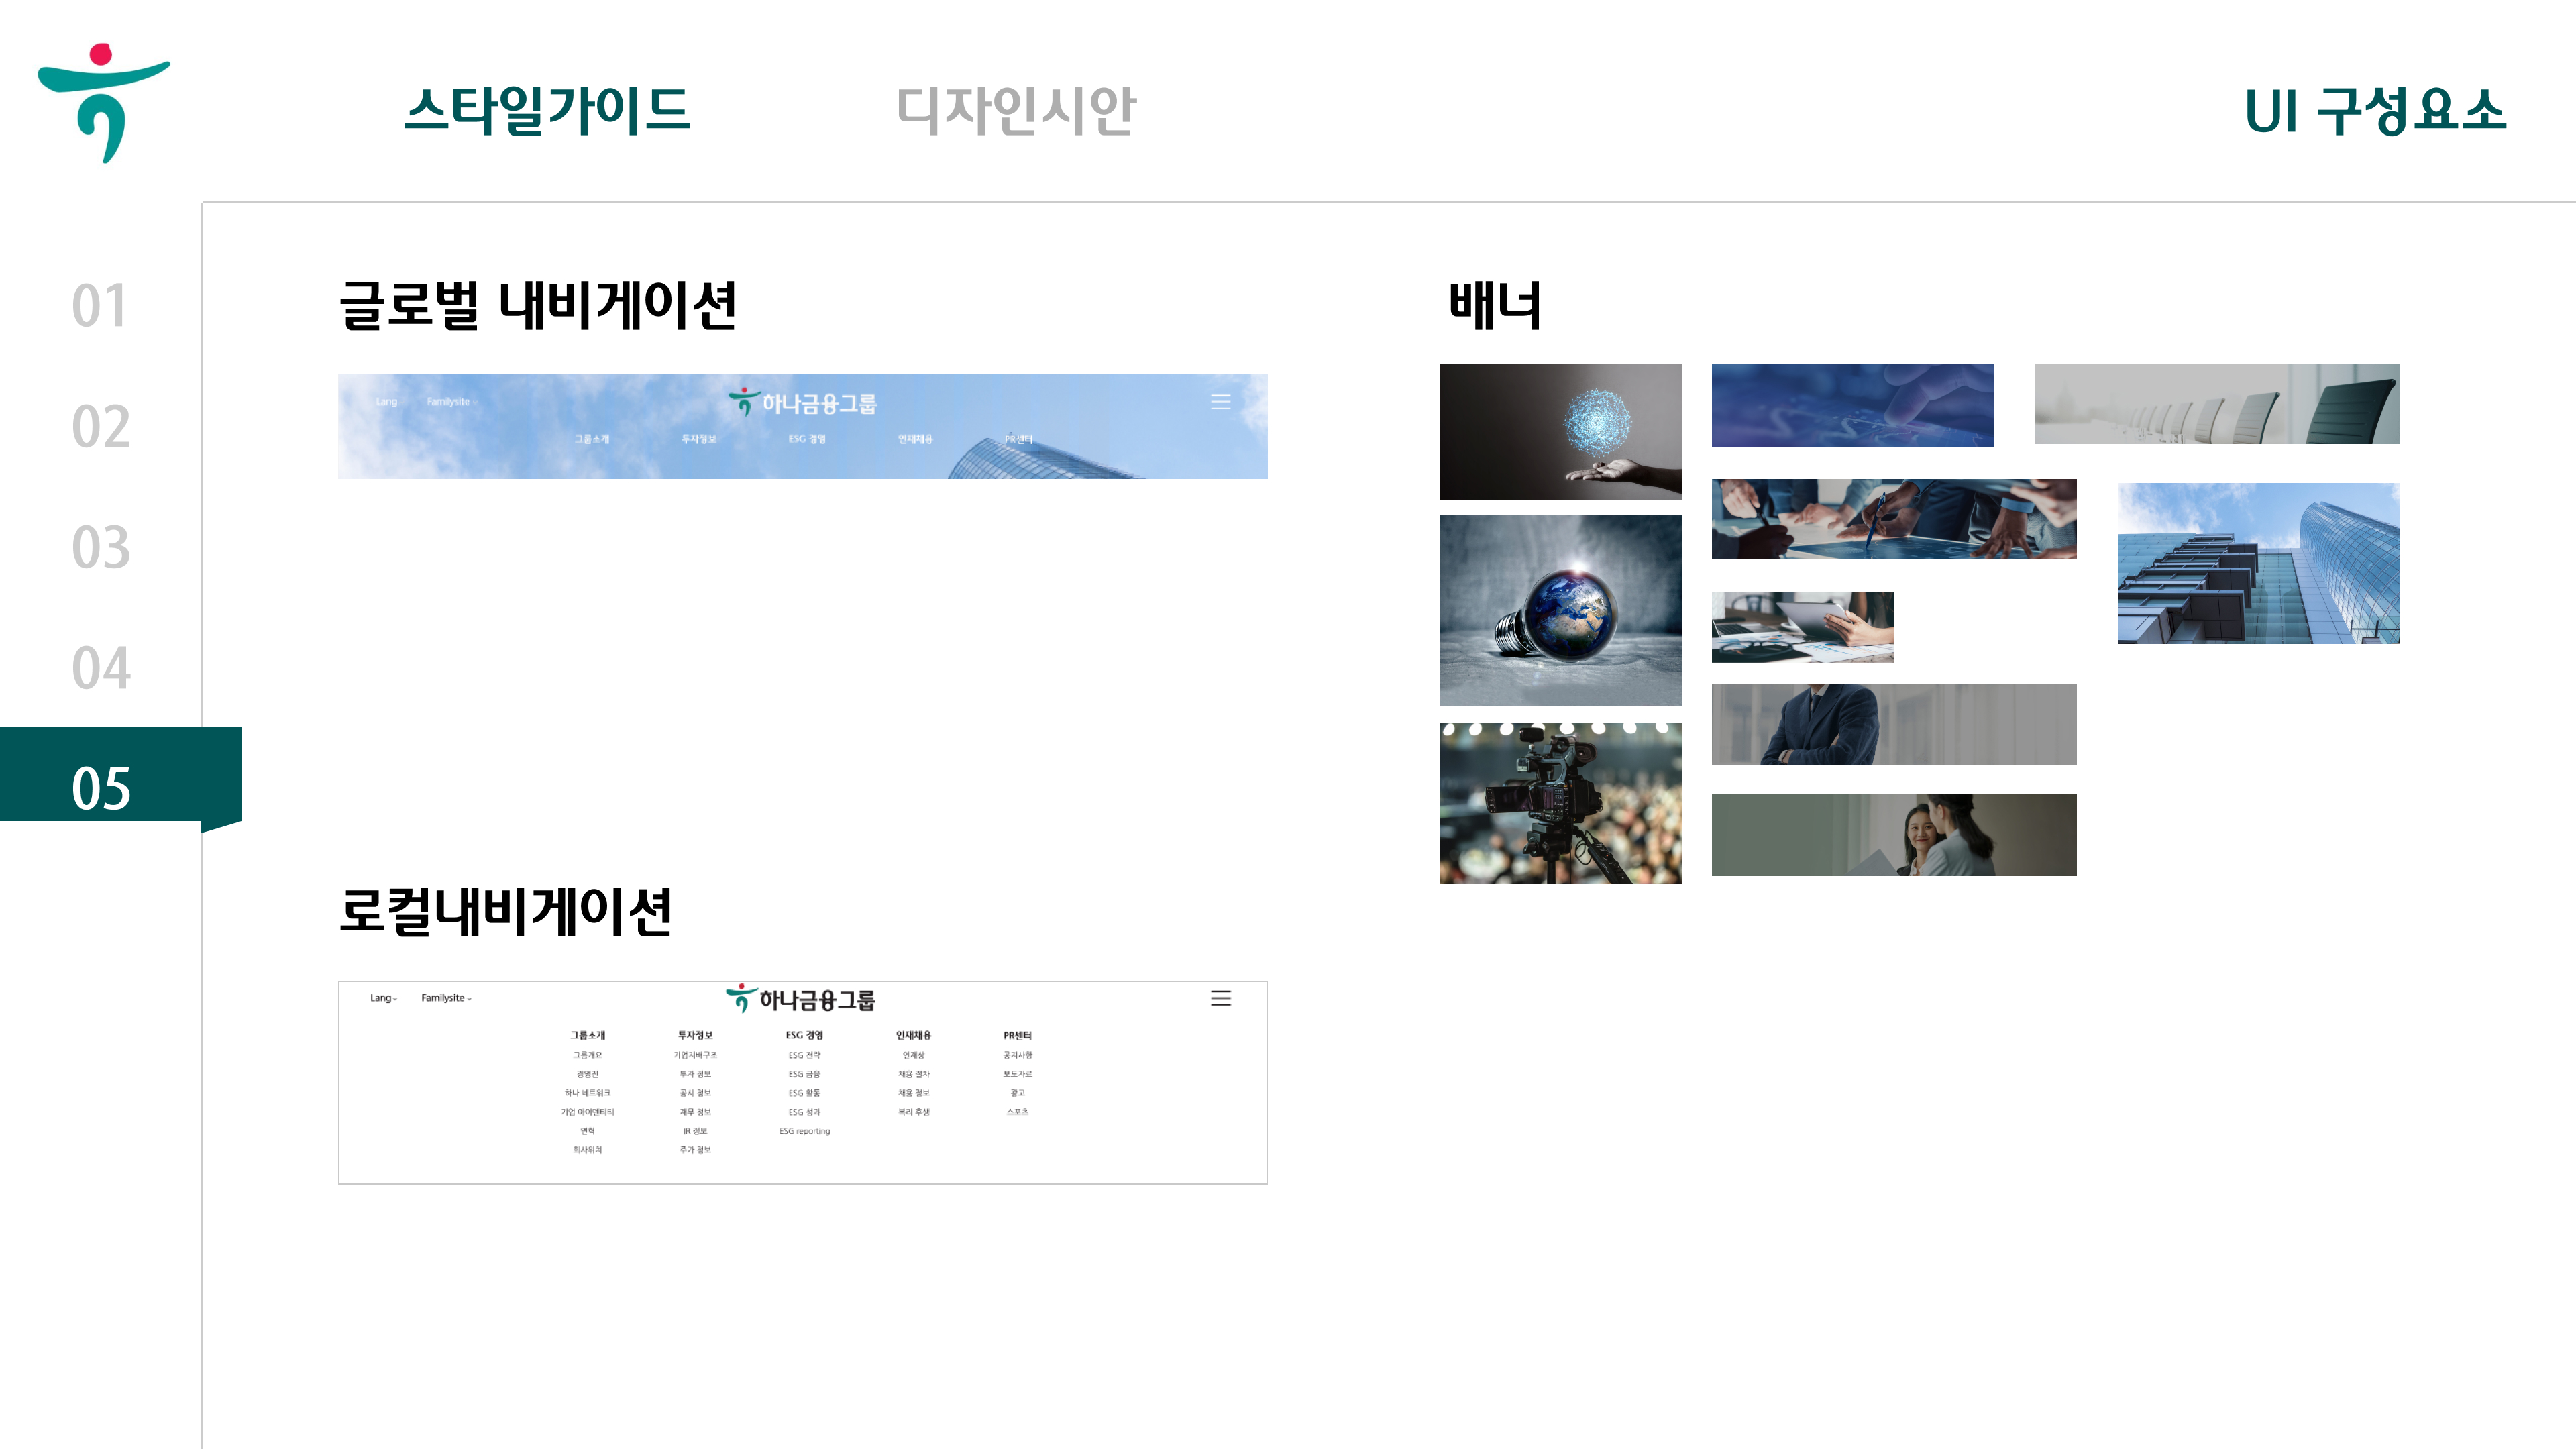 스타일가이드 디자인시안 UI 구성요소
01
02
03
04
05
글로벌 내비게이션
Lang Familysite 하나금융그룹
그룹소개 투자정보 ESG 경영 인재채용 PR센터
로컬내비게이션
Lang Familysite 하나금융그룹
그룹소개 투자정보 ESG 경영 인재채용 PR센터
그룹개요 기업지배구조 ESG 전략 인재상 공지사항
경영진 투자 정보 ESG 금융 채용 절차 보도자료
하나 네트워크 공시 정보 ESG 활동 채용 정보 광고
기업 아이덴티티 재무 정보 ESG 성과 복리 후생 스포츠
연혁 IR 정보 ESG reporting
회사위치 주가 정보
배너